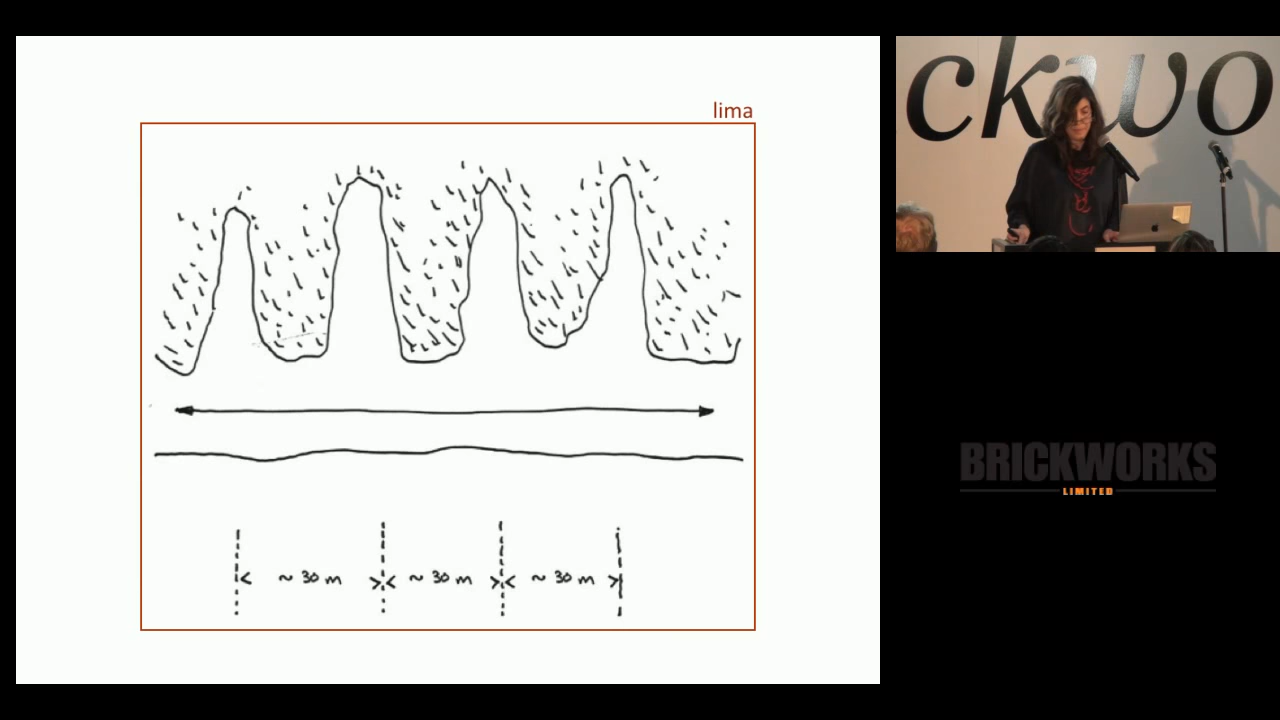 lima
~ 30 m
~ 30 m
~ 30 m
ckwo
BRICKWORKS
LIMITED